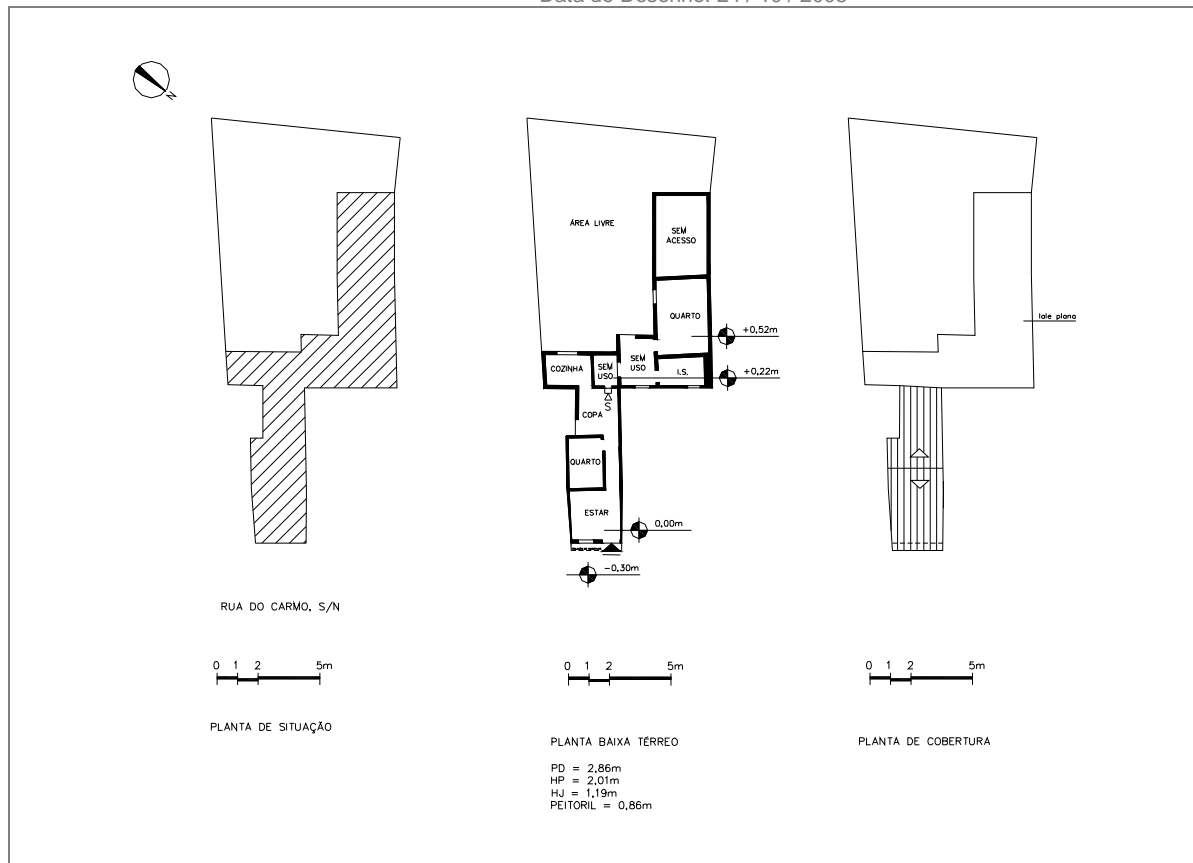 N
ÁREA LIVRE
SEM
ACESSO
QUARTO
+0,52m
SEM
USO
I.S.
+0,22m
COZINHA
SEM
USO
S
COPA
QUARTO
ESTAR
0,00m
-0,30m
lale plana
RUA DO CARMO, S/N
0 1 2 5m
PLANTA DE SITUAÇÃO
0 1 2 5m
PLANTA BAIXA TÉRREO
PD = 2,86m
HP = 2,01m
HJ = 1,19m
PEITORIL = 0,86m
0 1 2 5m
PLANTA DE COBERTURA